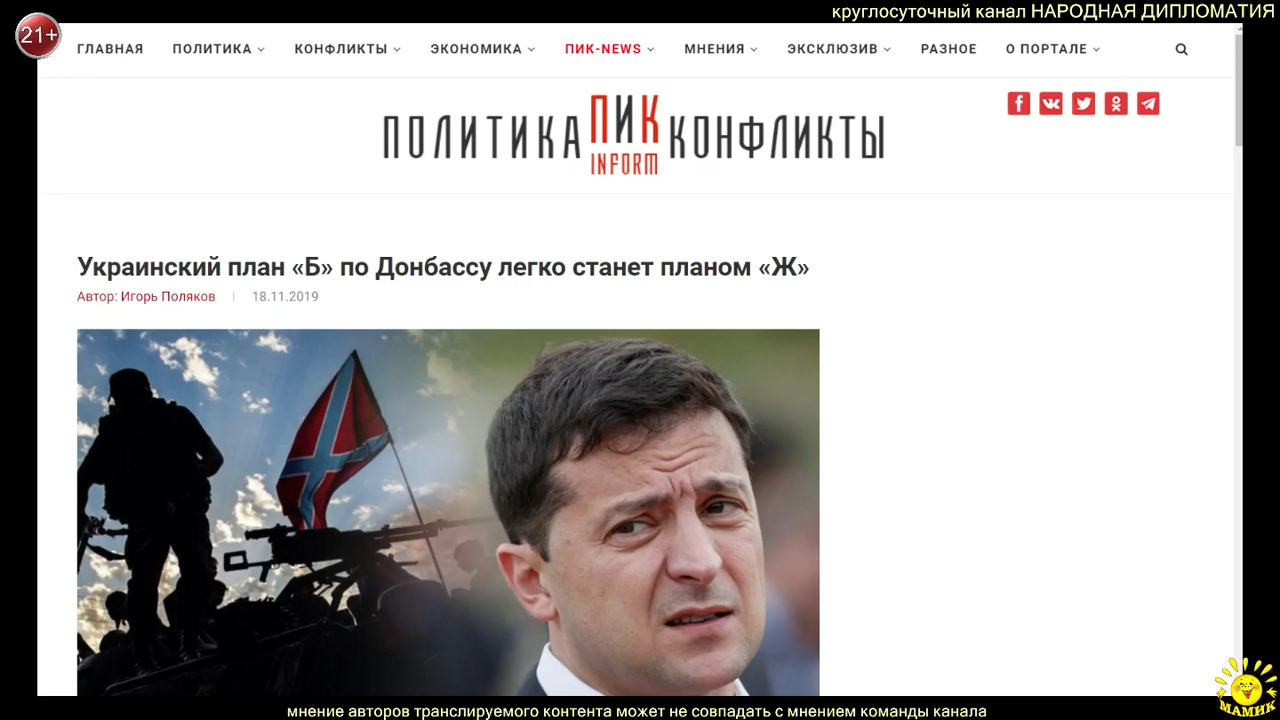 круглосуточный канал НАРОДНАЯ ДИПЛОМАТИЯ
21+
ГЛАВНАЯ ПОЛИТИКА КОНФЛИКТЫ ЭКОНОМИКА ПИК-NEWS МНЕНИЯ ЭКСКЛЮЗИВ РАЗНОЕ О ПОРТАЛЕ
ПОЛИТИКА ПИК КОНФЛИКТЫ
INFORM
Украинский план «Б» по Донбассу легко станет планом «Ж»
Автор: Игорь Поляков | 18.11.2019
МАМИК
мнение авторов транслируемого контента может не совпадать с мнением команды канала